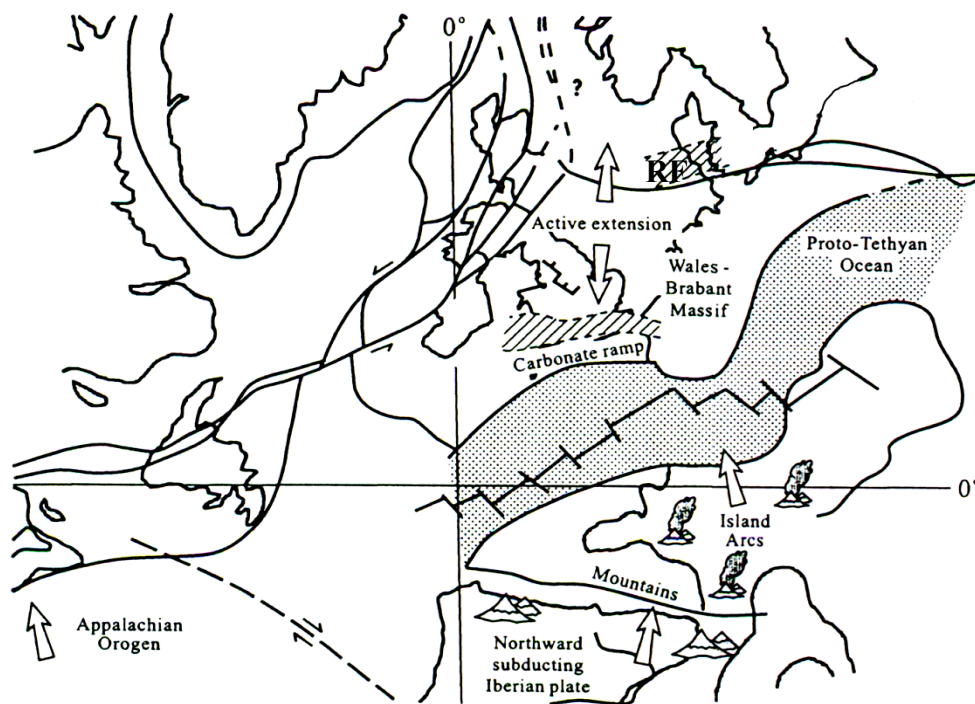 0°
?
RF
Active extension
Proto-Tethyan
Ocean
Wales -
Brabant
Massif
Carbonate ramp
0°
Island
Arcs
Mountains
Appalachian
Orogen
Northward
subducting
Iberian plate